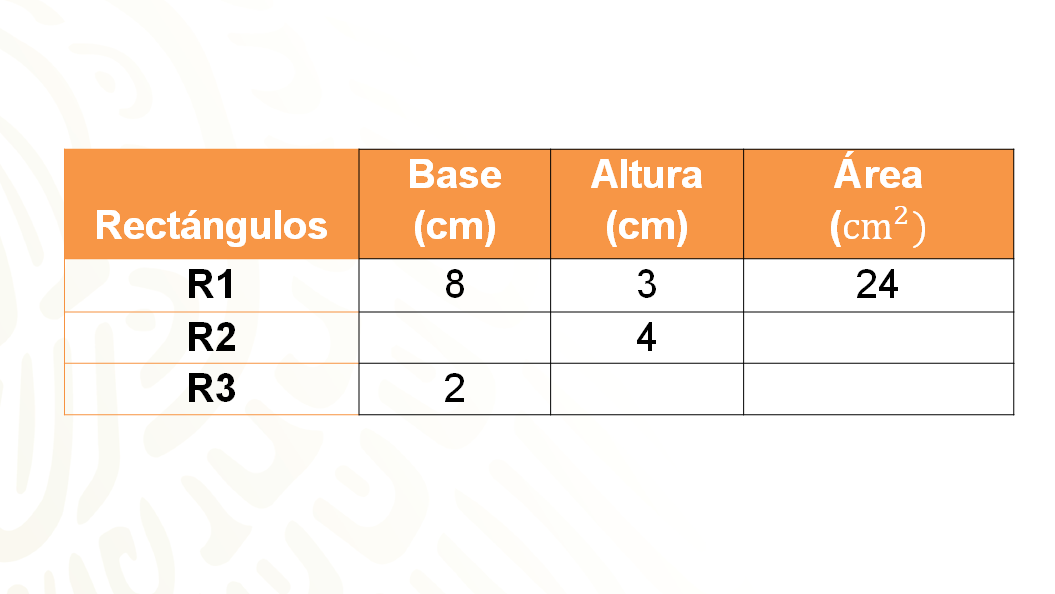 Rectángulos Base (cm) Altura (cm) Área (cm²)
R1 8 3 24
R2 4
R3 2